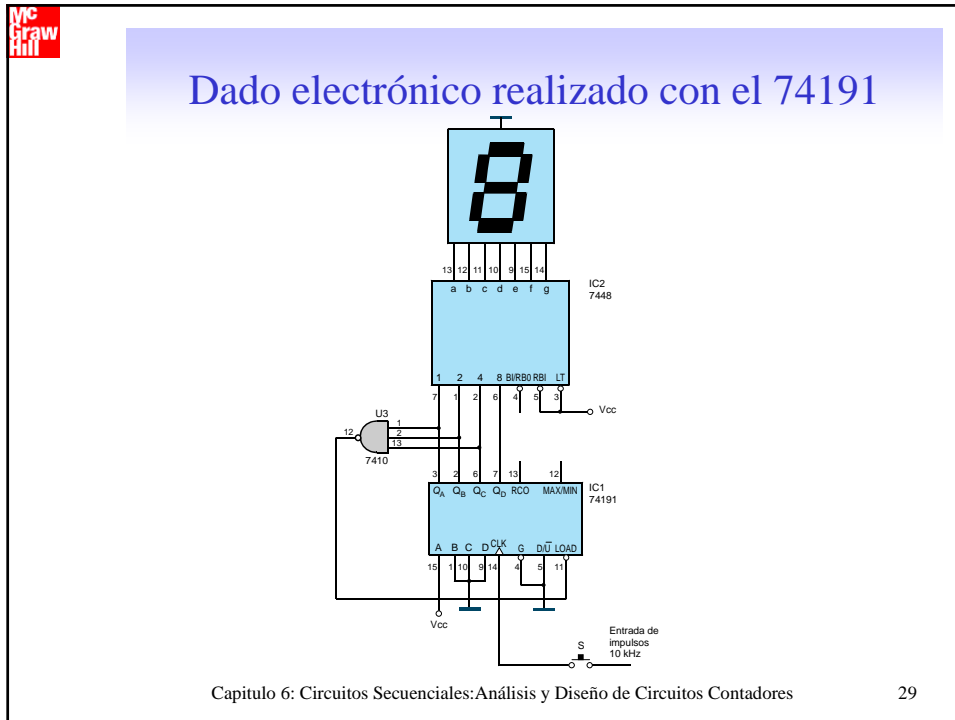 Mc
Graw
Hill
Dado electrónico realizado con el 74191
13 12 11 10 9 15 14
a b c d e f g
IC2
7448
1 2 4 8 BI/RB0 RBI LT
7 1 2 6 4 5 3
Vcc
U3
1
12 2
13
7410
3 2 6 7 13 12
QA QB QC QD RCO MAX/MIN
IC1
74191
A B C D CLK G D/U̅ LOAD
15 1 10 9 14 4 5 11
Vcc
Entrada de
impulsos
10 kHz
S
Capitulo 6: Circuitos Secuenciales:Análisis y Diseño de Circuitos Contadores 29